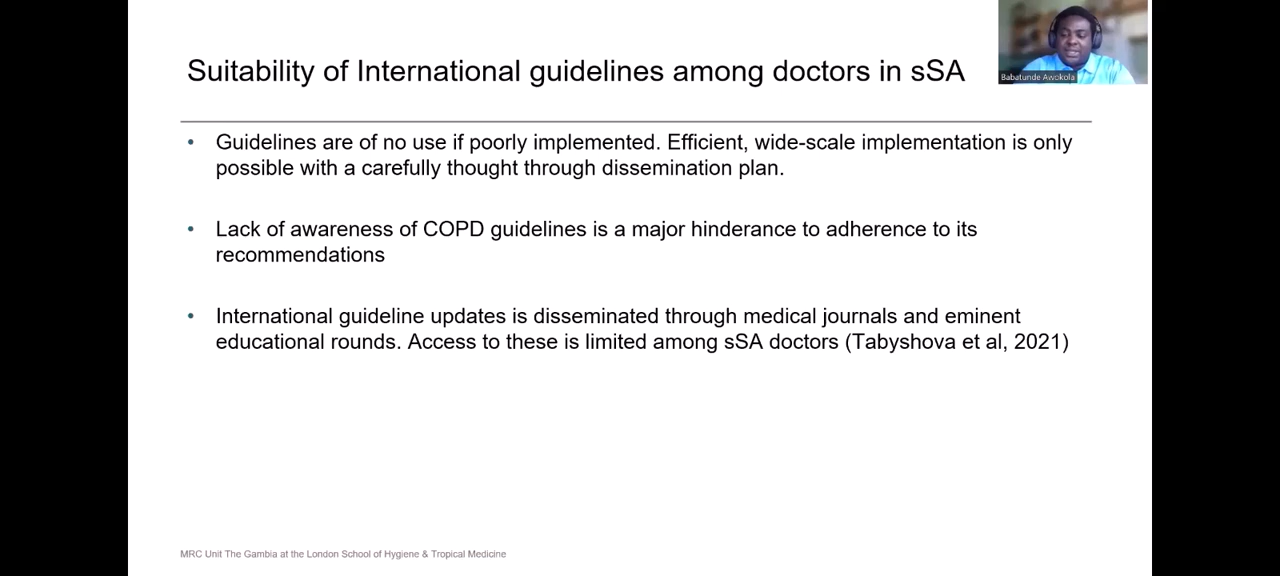 Suitability of International guidelines among doctors in sSA
Babatunde Awokola
• Guidelines are of no use if poorly implemented. Efficient, wide-scale implementation is only
possible with a carefully thought through dissemination plan.
• Lack of awareness of COPD guidelines is a major hinderance to adherence to its
recommendations
• International guideline updates is disseminated through medical journals and eminent
educational rounds. Access to these is limited among sSA doctors (Tabyshova et al, 2021)
MRC Unit The Gambia at the London School of Hygiene & Tropical Medicine